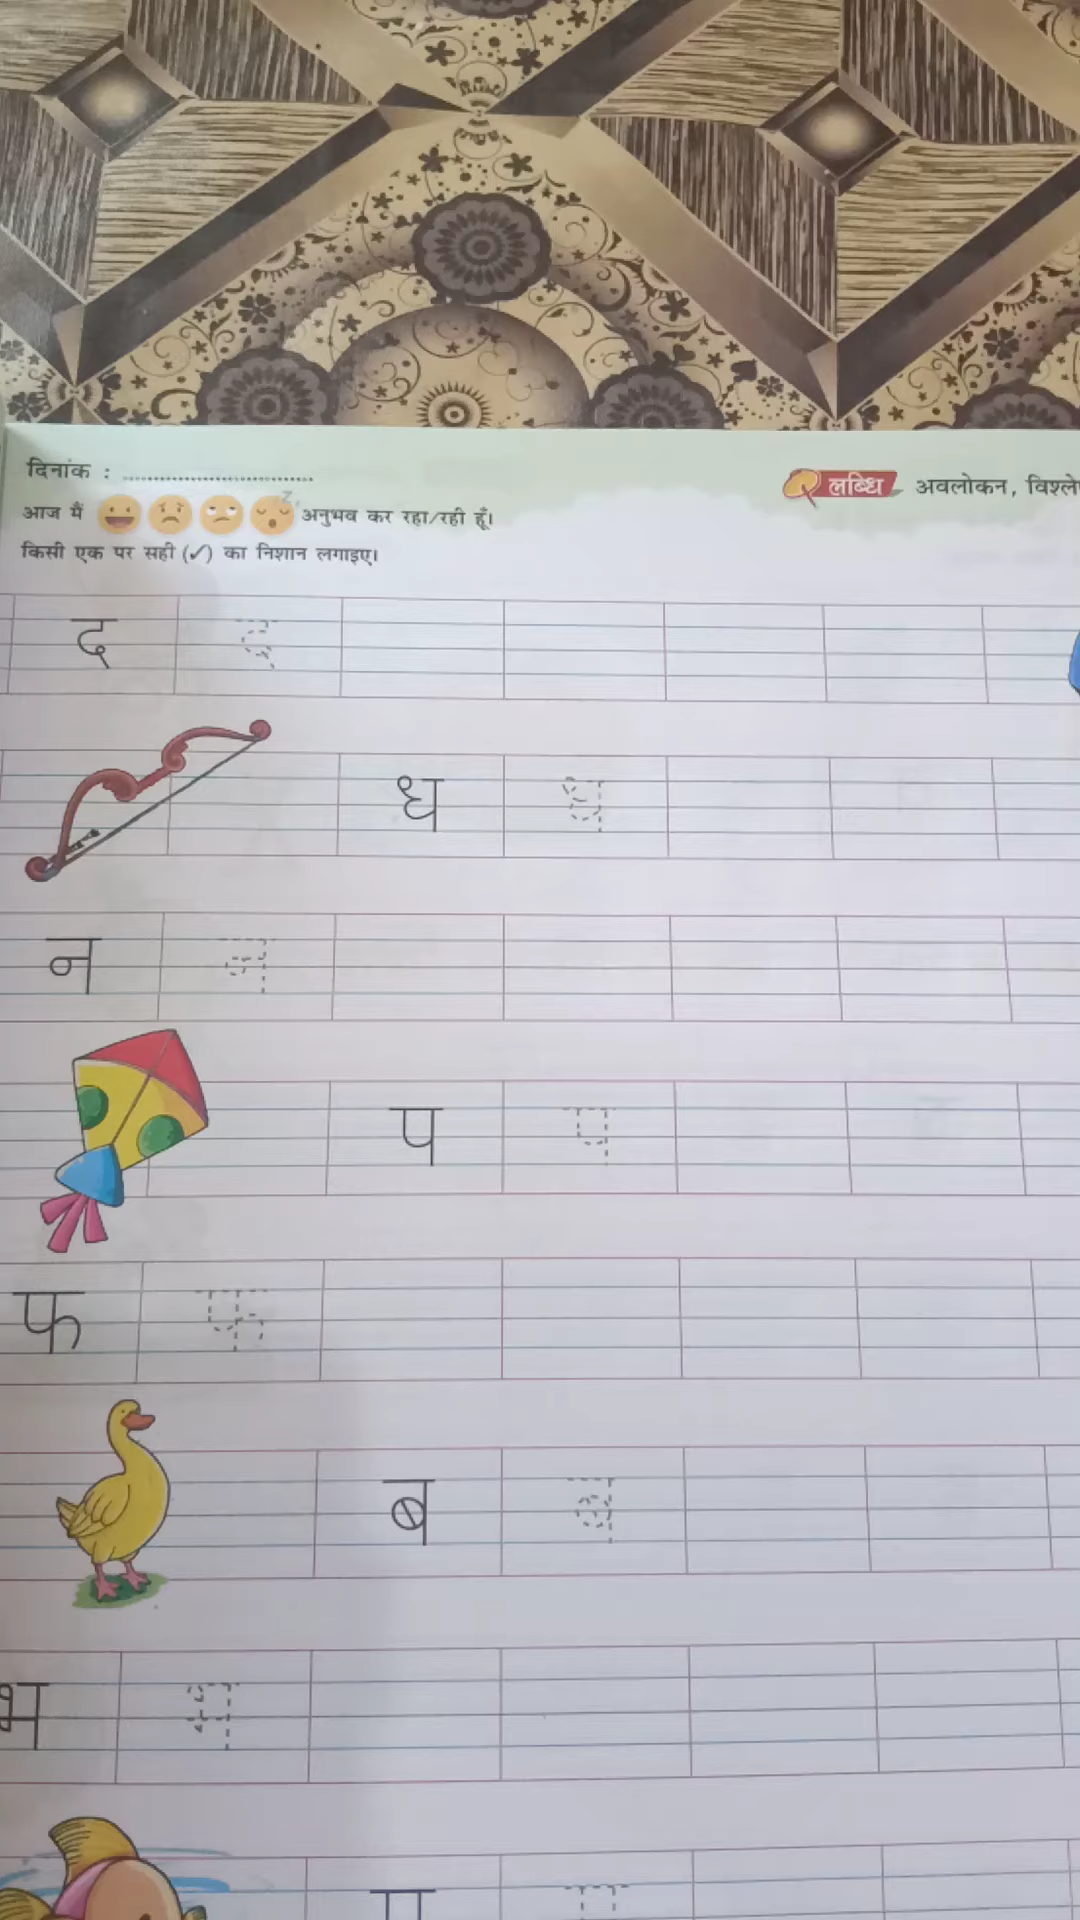 दिनांक : ..............................
लब्धि अवलोकन, विश्ले
आज मैं अनुभव कर रहा/रही हूँ।
किसी एक पर सही (✓) का निशान लगाइए।
द द
ध ध
न न
प प
फ फ
ब ब
भ भ